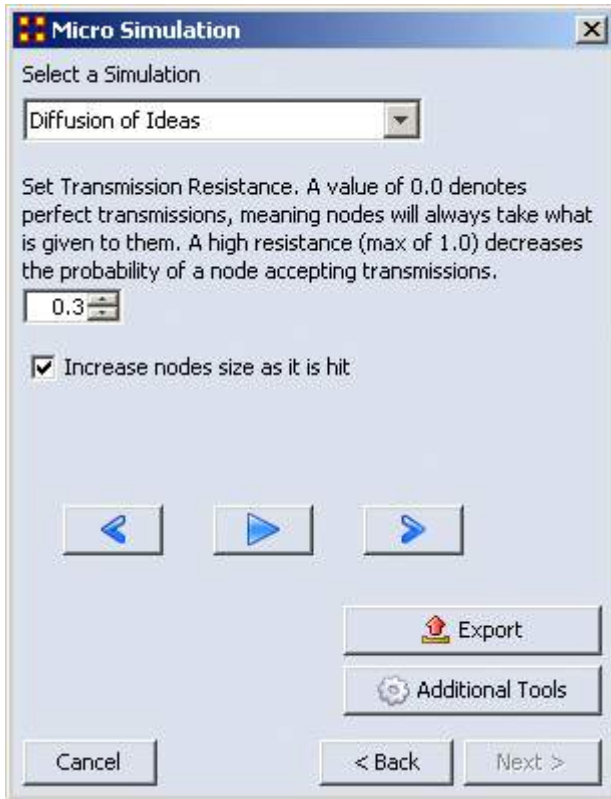 Micro Simulation
Select a Simulation
Diffusion of Ideas
Set Transmission Resistance. A value of 0.0 denotes
perfect transmissions, meaning nodes will always take what
is given to them. A high resistance (max of 1.0) decreases
the probability of a node accepting transmissions.
0.3
Increase nodes size as it is hit
Export
Additional Tools
Cancel
< Back
Next >